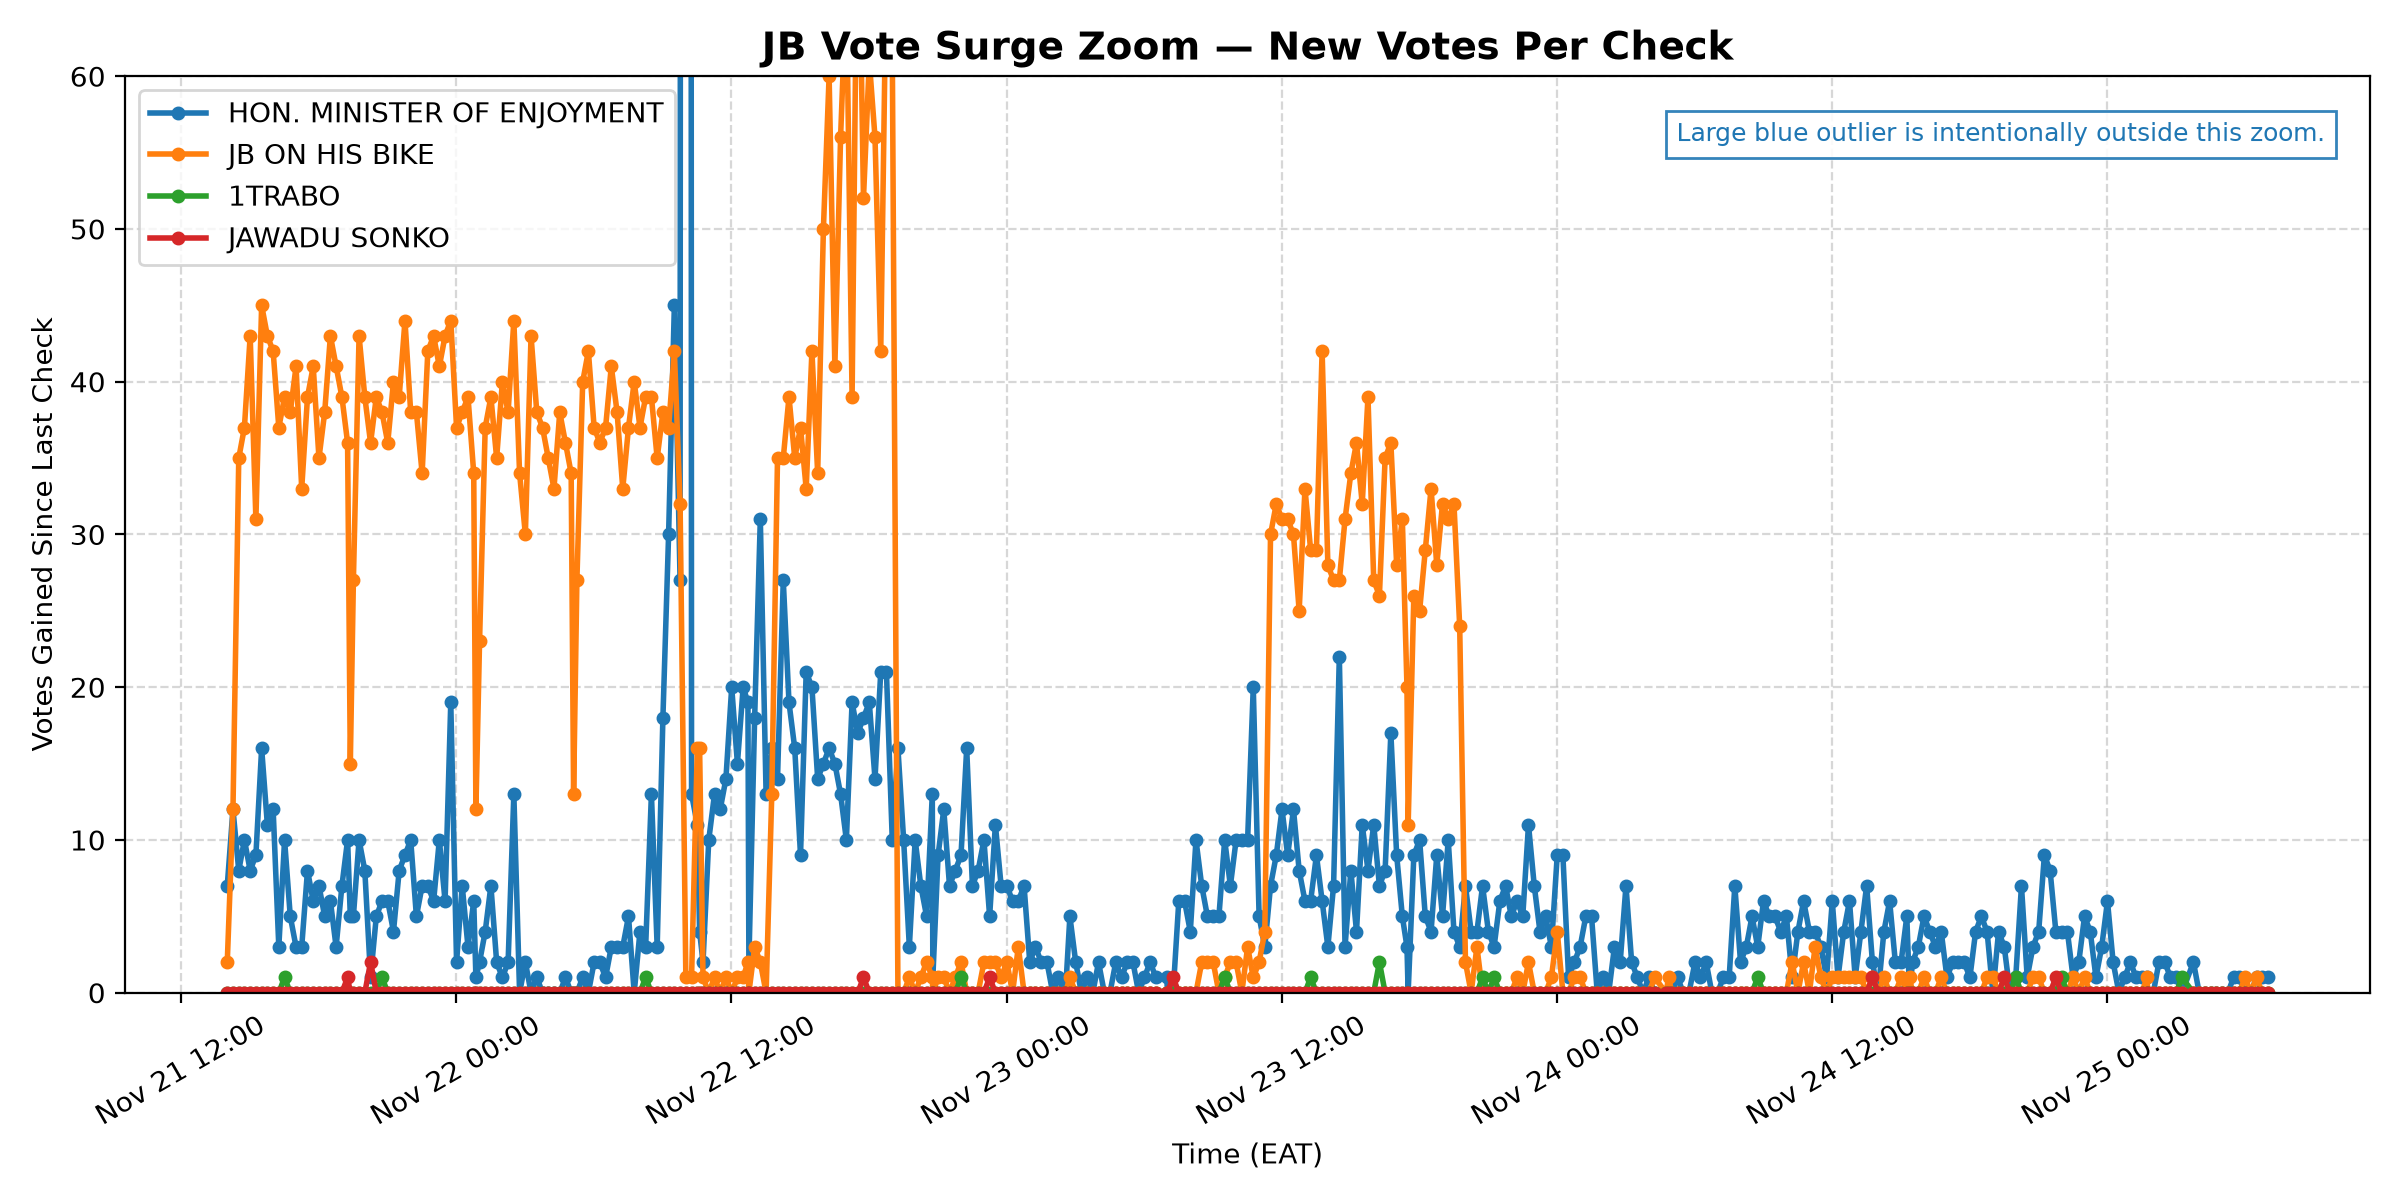 JB Vote Surge Zoom — New Votes Per Check
60
50
40
30
20
10
0
Votes Gained Since Last Check
HON. MINISTER OF ENJOYMENT
JB ON HIS BIKE
1TRABO
JAWADU SONKO
Large blue outlier is intentionally outside this zoom.
Nov 21 12:00
Nov 22 00:00
Nov 22 12:00
Nov 23 00:00
Nov 23 12:00
Nov 24 00:00
Nov 24 12:00
Nov 25 00:00
Time (EAT)